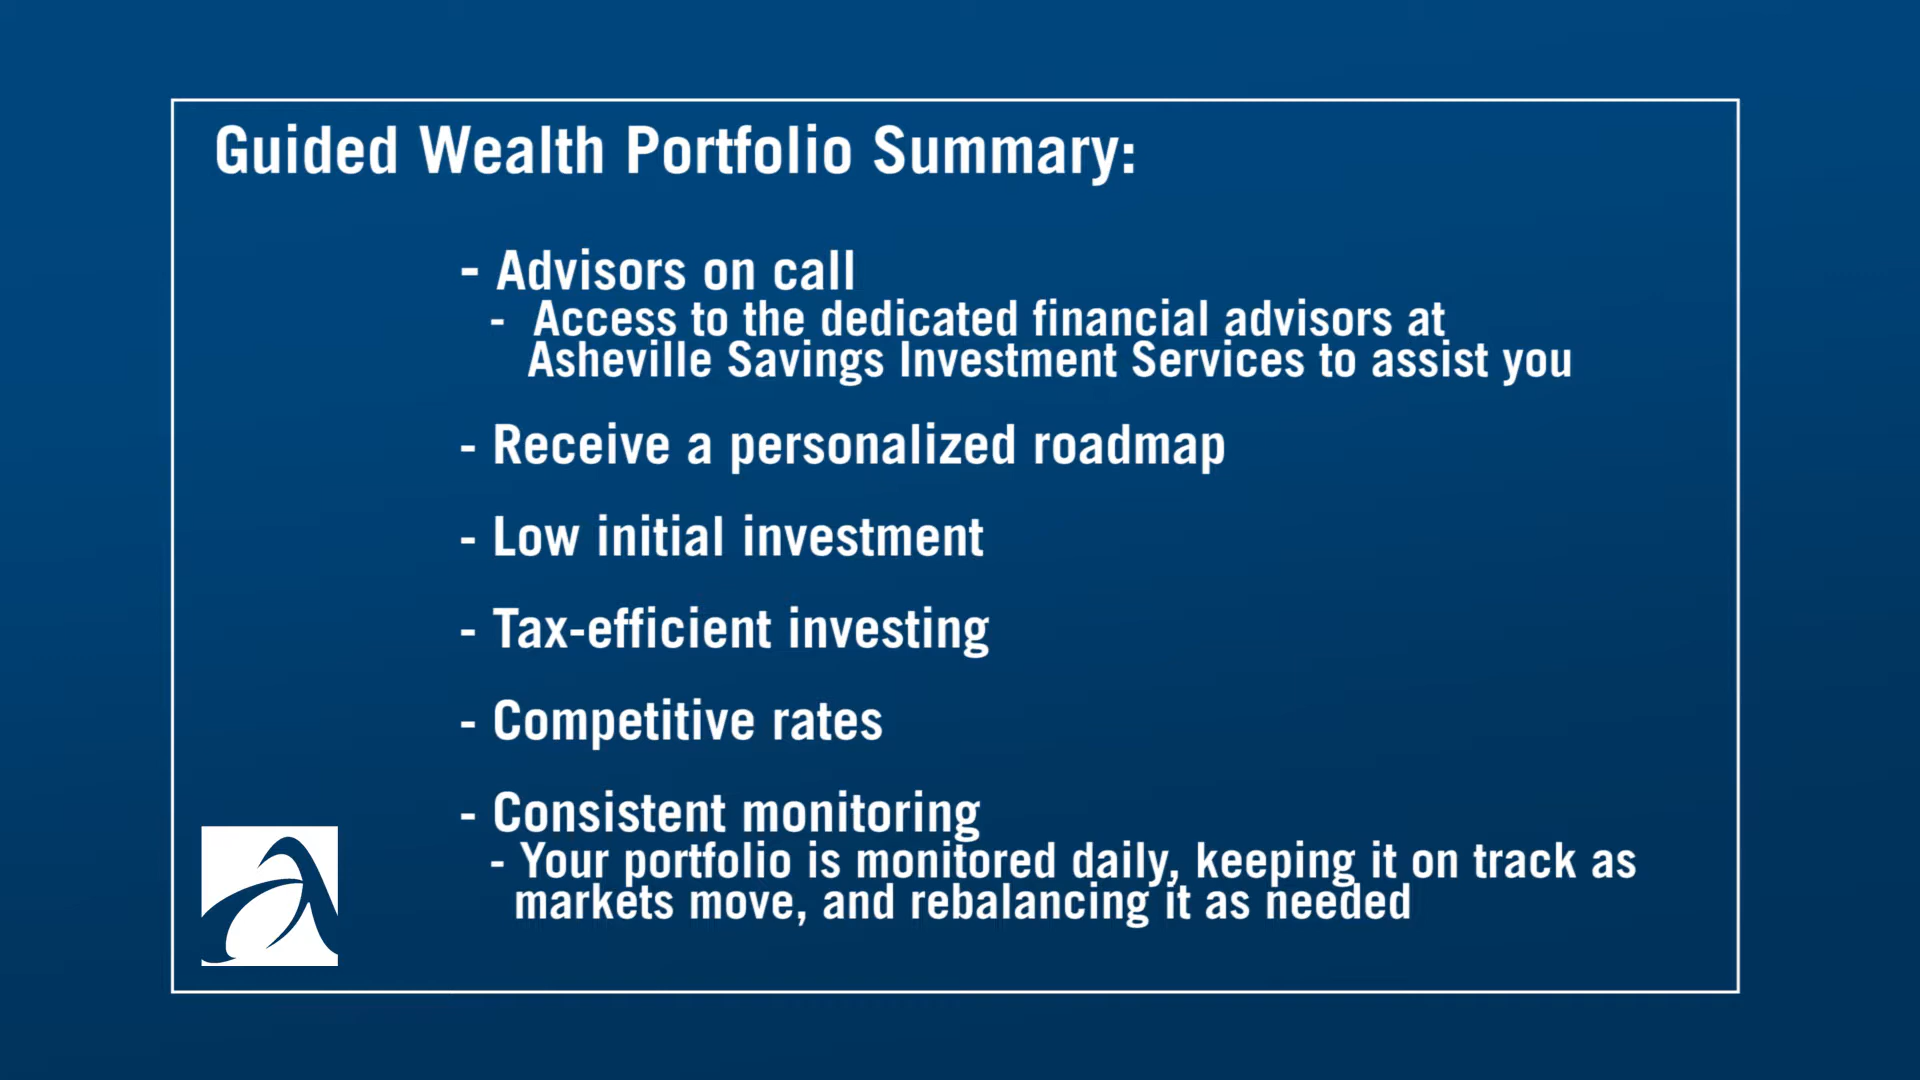 Guided Wealth Portfolio Summary:
- Advisors on call
- Access to the dedicated financial advisors at
Asheville Savings Investment Services to assist you
- Receive a personalized roadmap
- Low initial investment
- Tax-efficient investing
- Competitive rates
- Consistent monitoring
- Your portfolio is monitored daily, keeping it on track as
markets move, and rebalancing it as needed